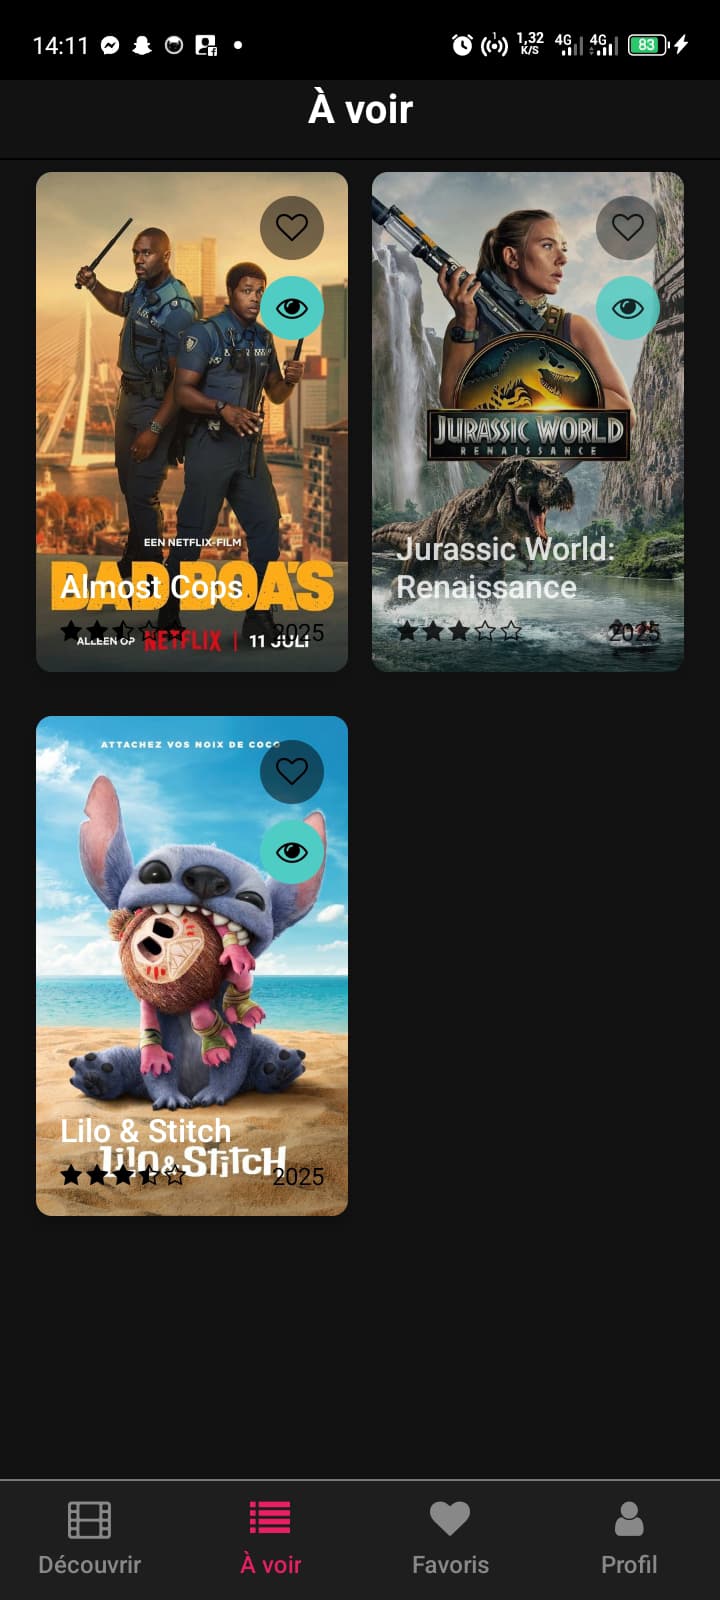 14:11
1,32
K/S
4G
4G
83
À voir
EEN NETFLIX-FILM
BAD BOA'S
Almost Cops
2025
ALLEEN OP NETFLIX | 11 JULI
JURASSIC WORLD
RENAISSANCE
Jurassic World:
Renaissance
2025
ATTACHEZ VOS NOIX DE COCO
Lilo & Stitch
Lilo & Stitch
2025
Découvrir
À voir
Favoris
Profil